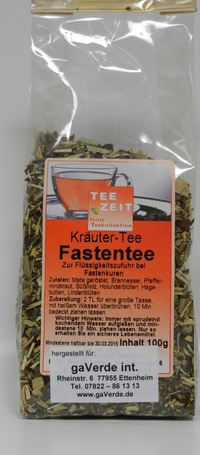 TEE
ZEIT
feine
Teekollektion
Kräuter-Tee
Fastentee
Zur Flüssigkeitszufuhr bei
Fastenkuren
Zutaten: Mate geröstet, Brennessel, Pfeffer-
minzkraut, Süßholz, Holunderblüten, Hage-
butten, Lindenblüten
Zubereitung: 2 TL für eine große Tasse,
mit heißem Wasser überbrühen, 10 Min.
bedeckt ziehen lassen
Wichtiger Hinweis: Immer mit sprudelnd
kochendem Wasser aufgießen und min-
destens 10 Min. ziehen lassen. Nur so
erhalten Sie ein sicheres Lebensmittel.
Mindestens haltbar bis 30.03.2015 Inhalt 100g
hergestellt für:
gaVerde int.
Rheinstr. 6 77955 Ettenheim
Tel. 07822 – 86 13 13
www.gaVerde.de